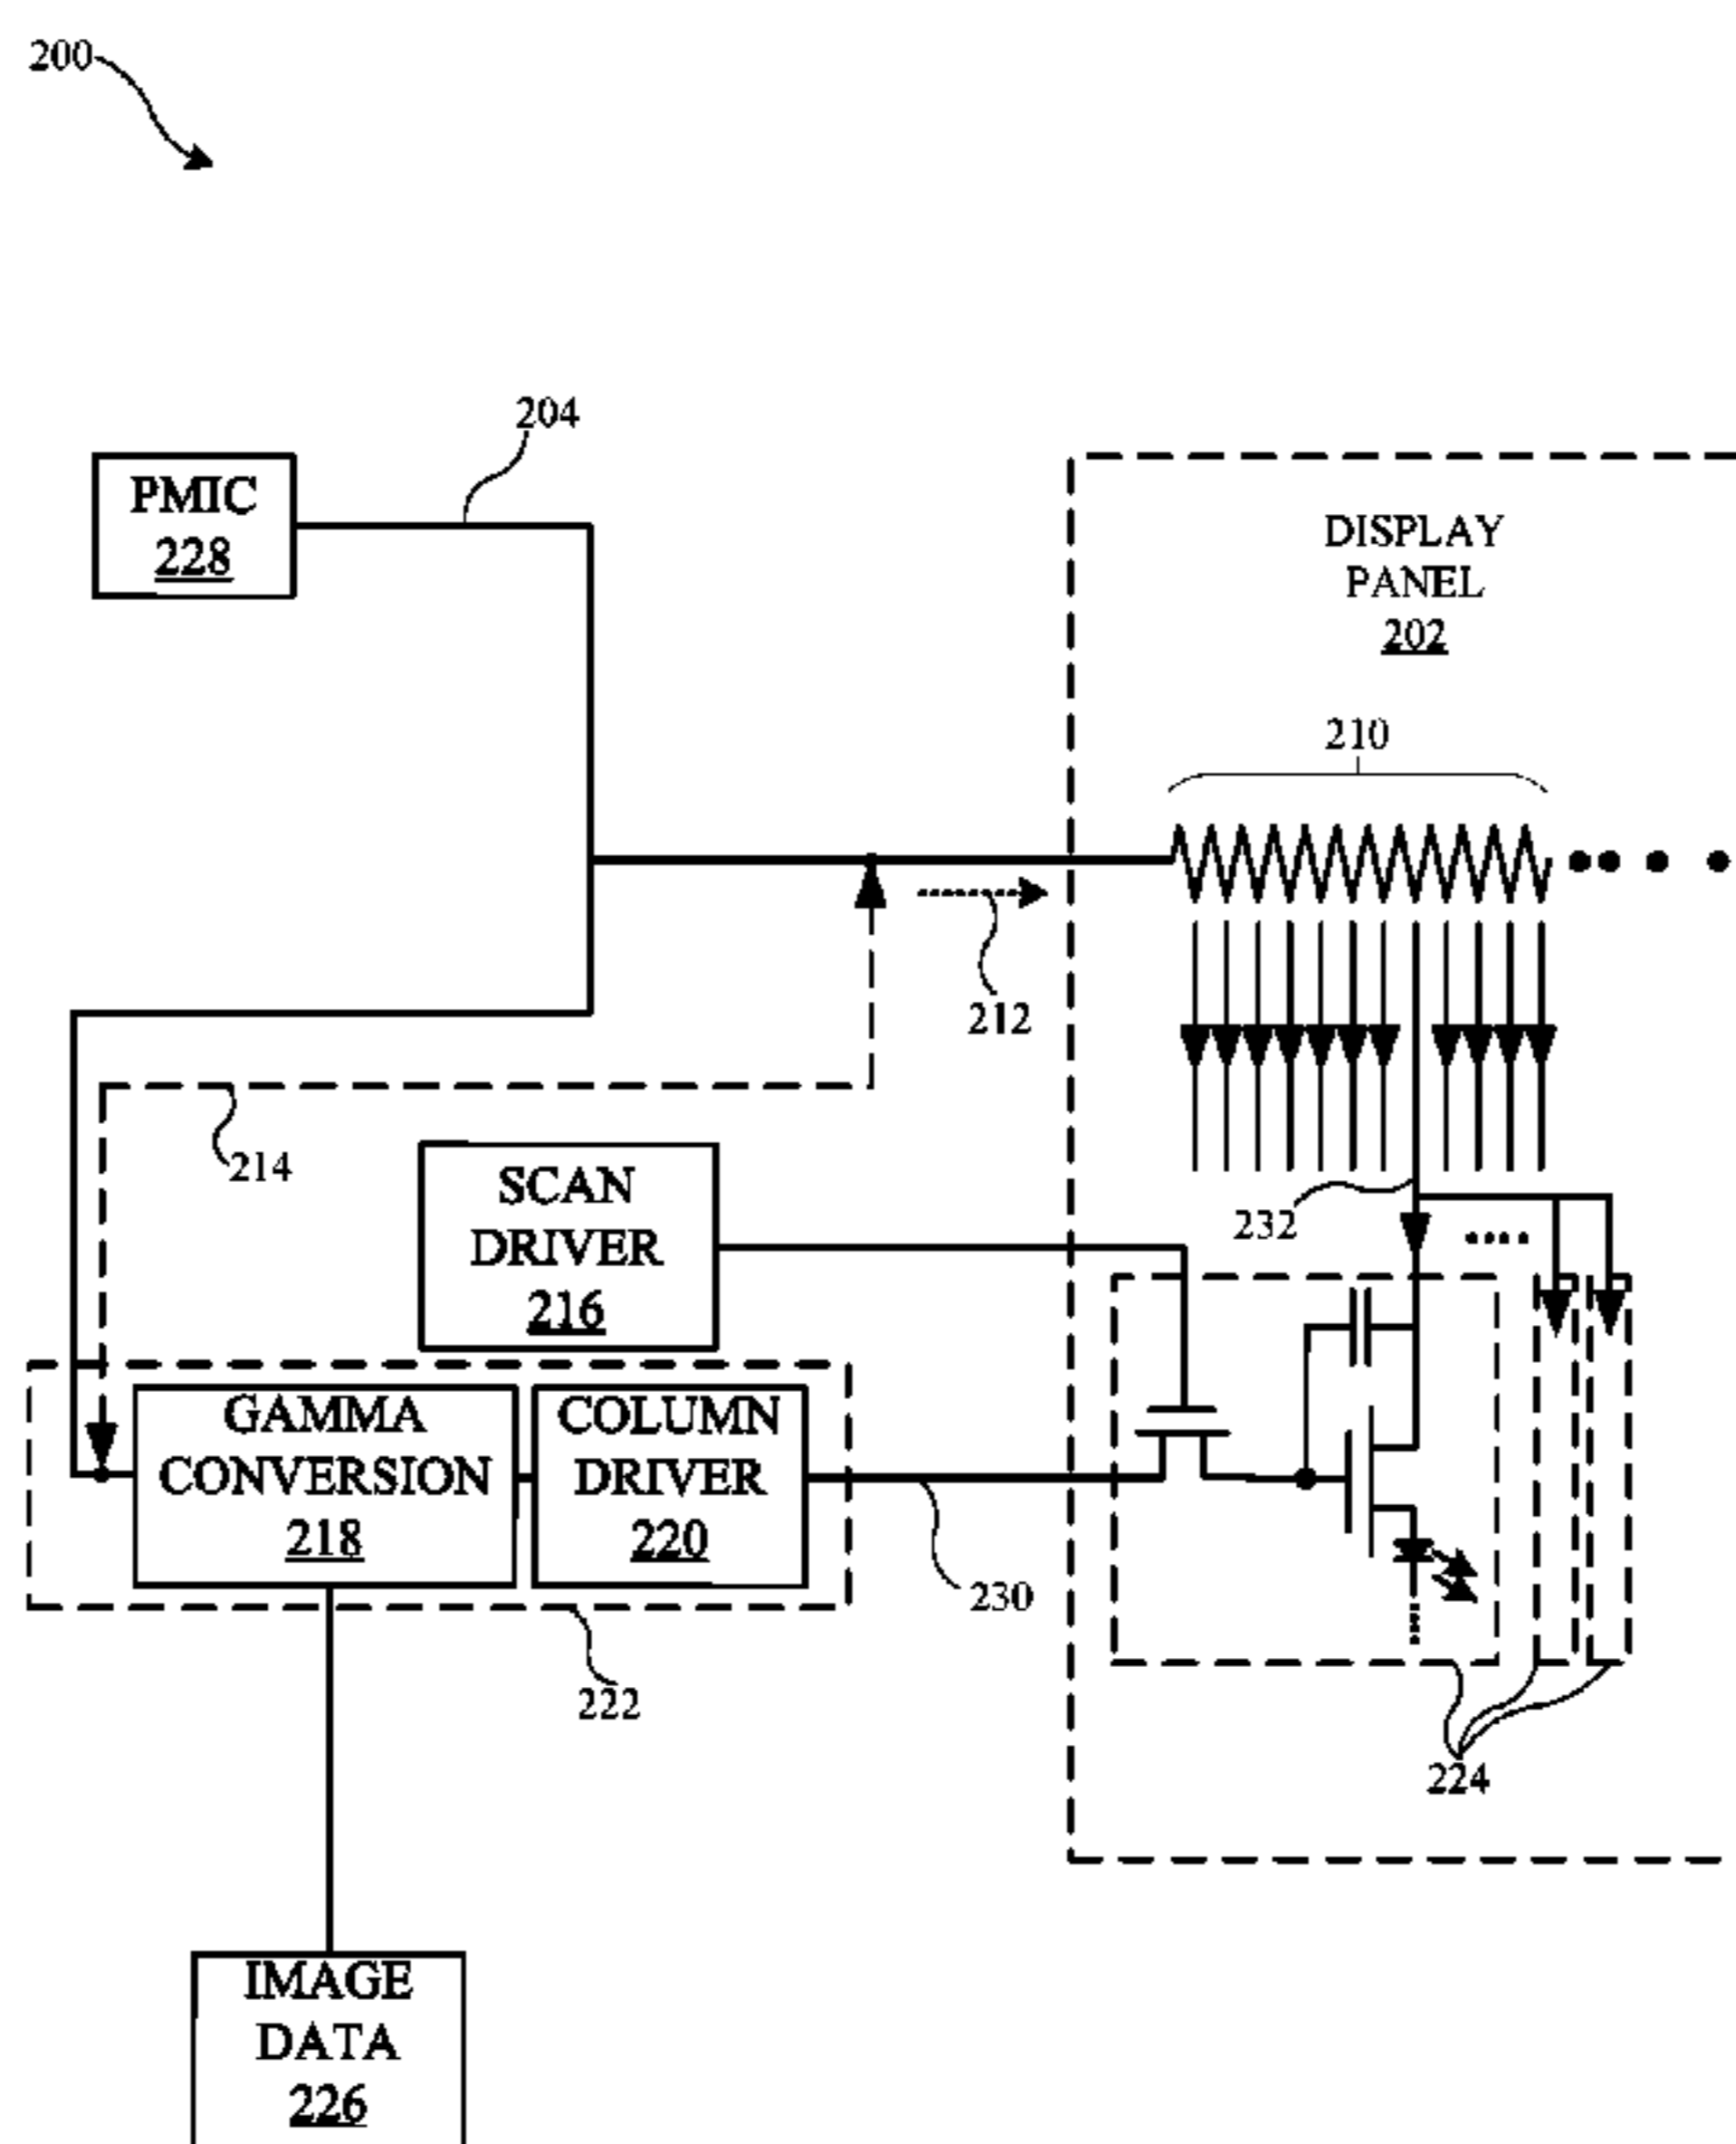 200
204
PMIC
228
DISPLAY
PANEL
202
210
212
214
SCAN
DRIVER
216
232
GAMMA
CONVERSION
218
COLUMN
DRIVER
220
230
222
224
IMAGE
DATA
226